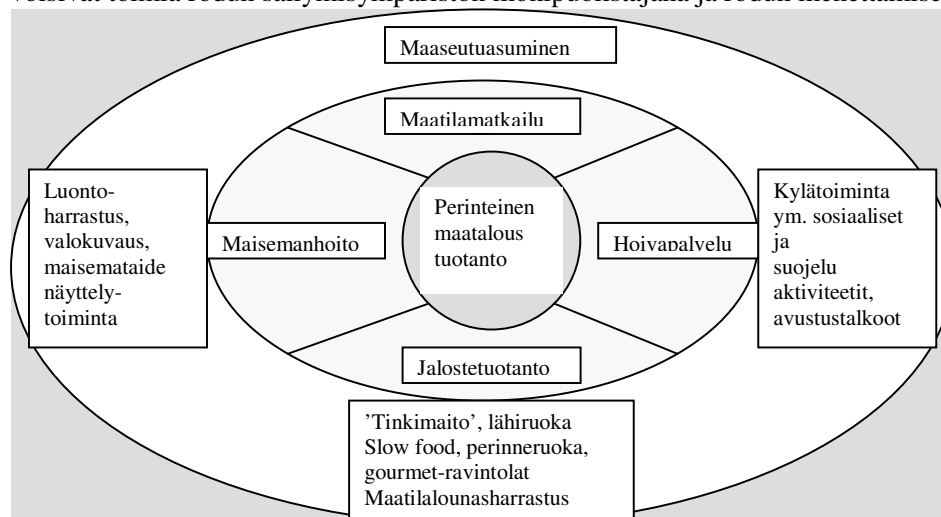 Maaseutuasuminen
Maatilamatkailu
Luonto-
harrastus,
valokuvaus,
maisemataide
näyttely-
toiminta
Maisemanhoito
Perinteinen
maatalous
tuotanto
Hoivapalvelu
Kylätoiminta
ym. sosiaaliset
ja
suojelu
aktiviteetit,
avustustalkoot
Jalostetuotanto
’Tinkimaito’, lähiruoka
Slow food, perinneruoka,
gourmet-ravintolat
Maatilalounasharrastus